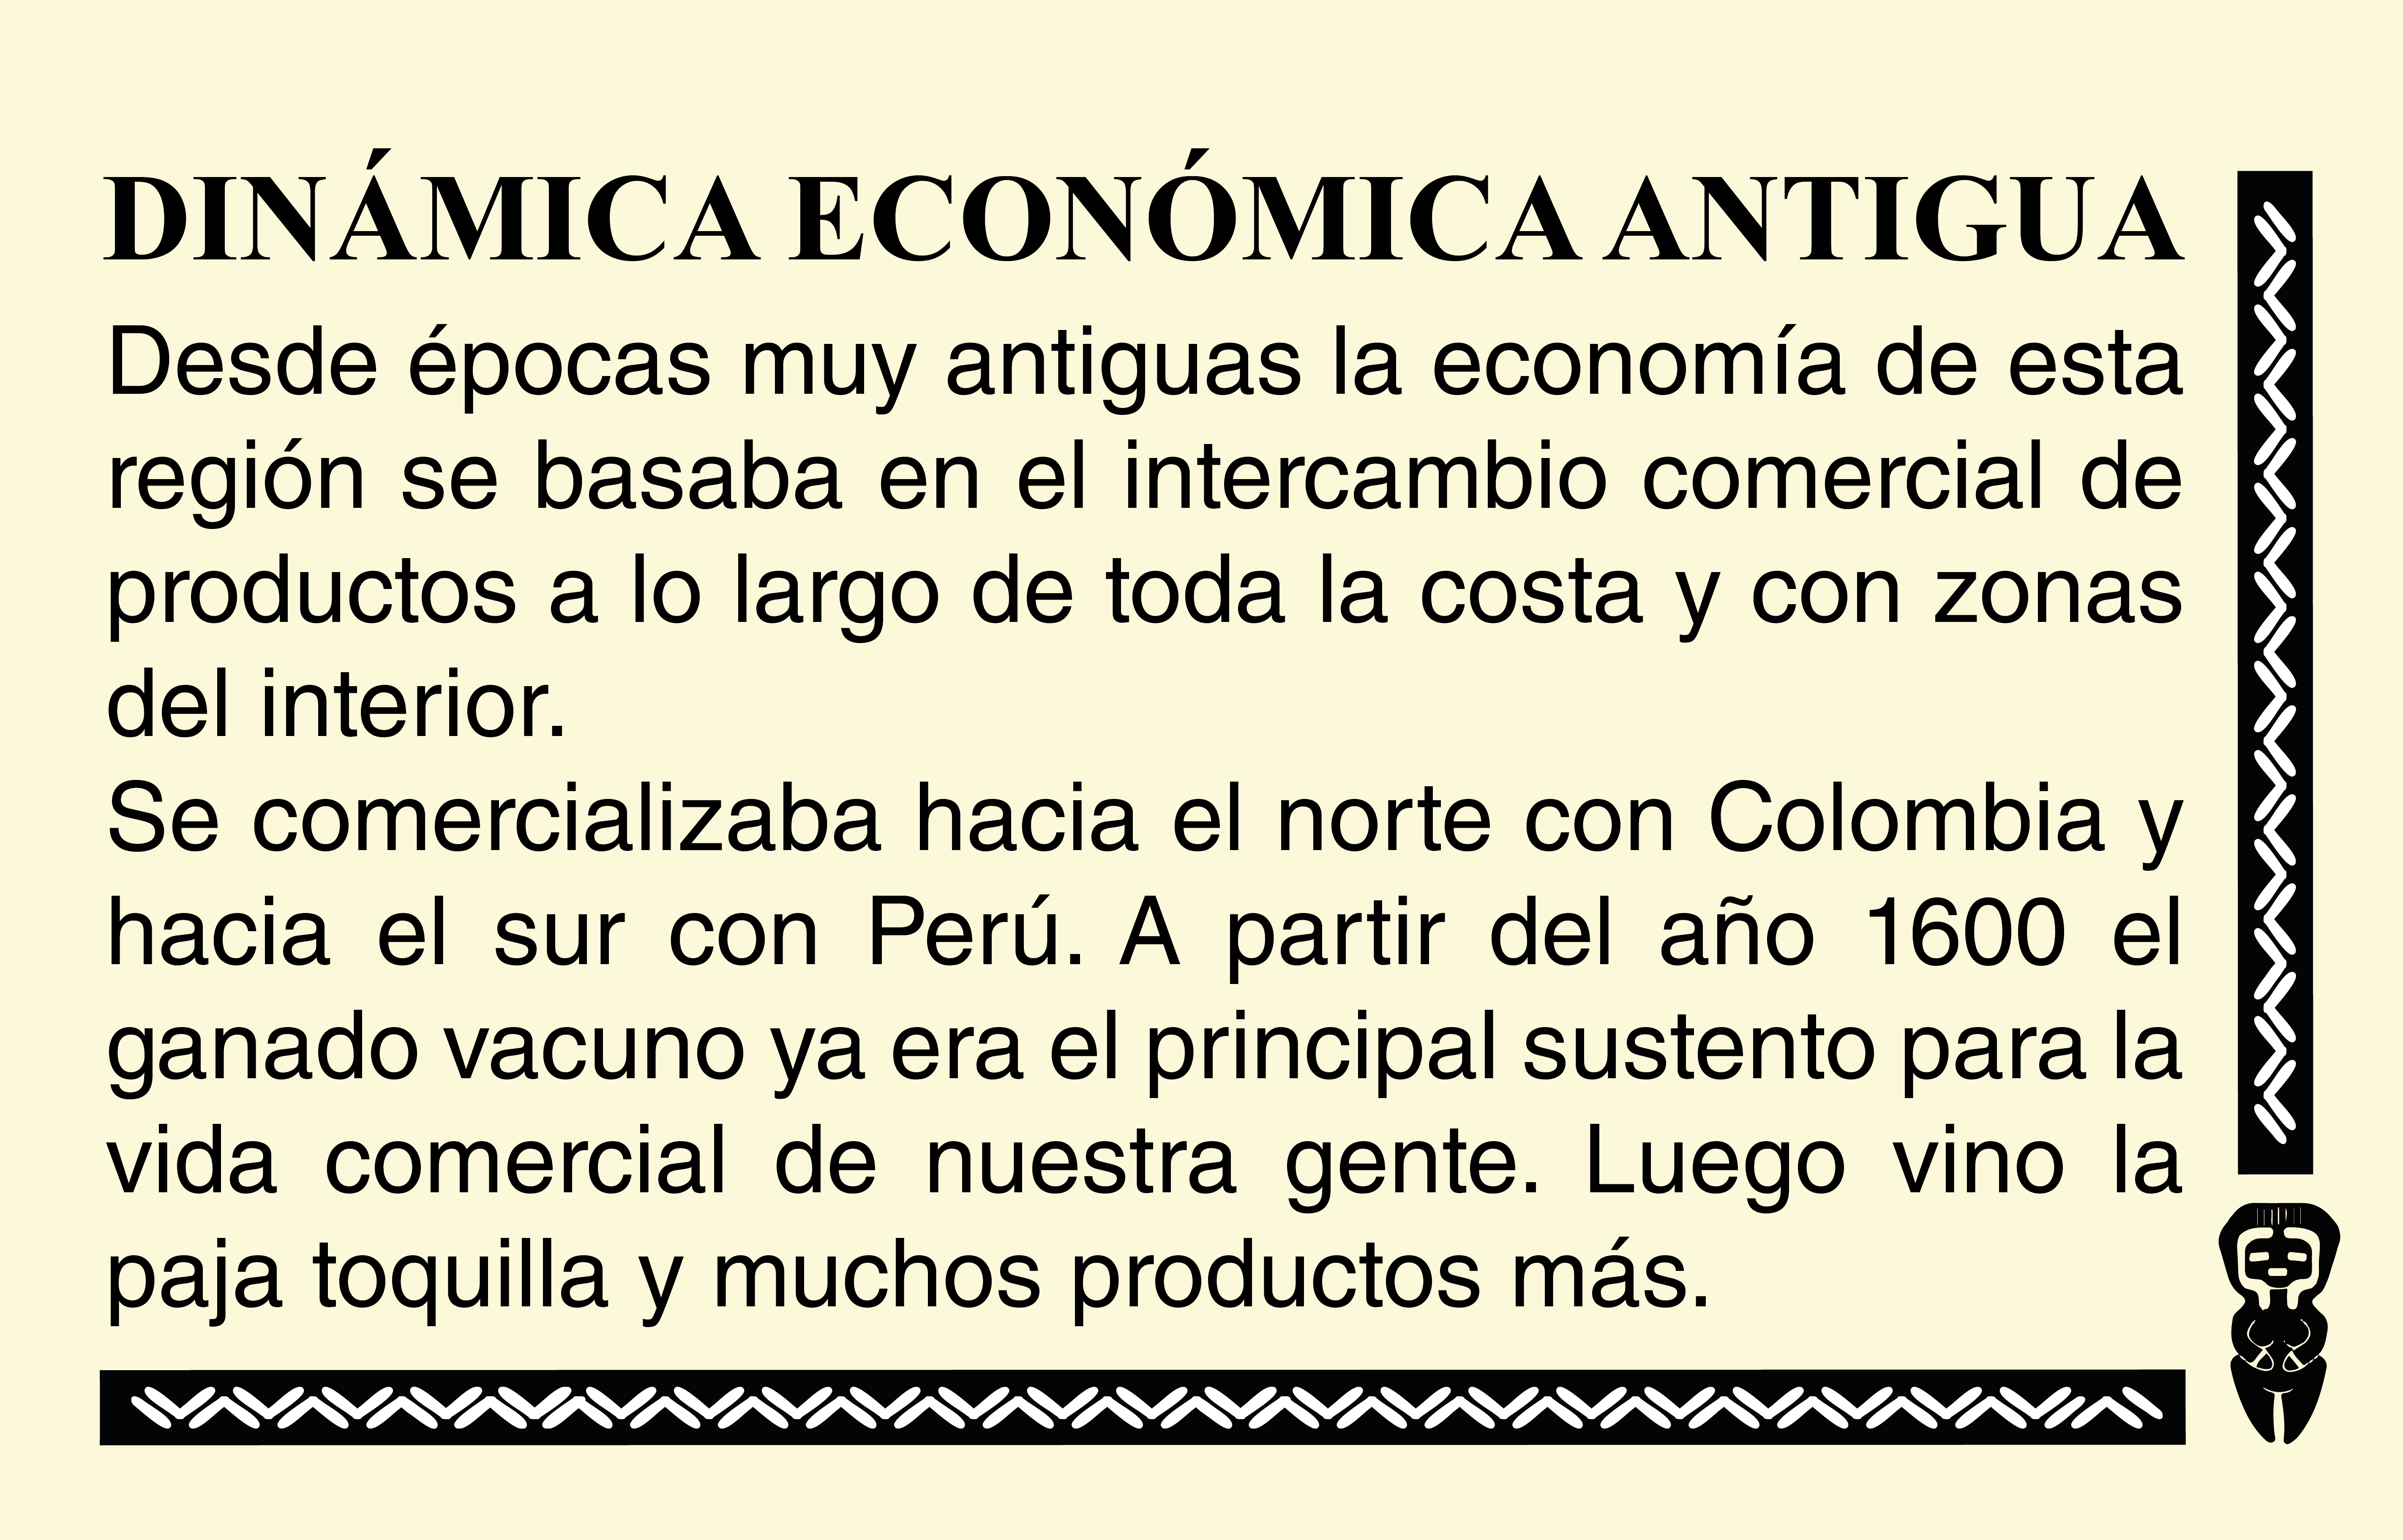 DINÁMICA ECONÓMICA ANTIGUA
Desde épocas muy antiguas la economía de esta
región se basaba en el intercambio comercial de
productos a lo largo de toda la costa y con zonas
del interior.
Se comercializaba hacia el norte con Colombia y
hacia el sur con Perú. A partir del año 1600 el
ganado vacuno ya era el principal sustento para la
vida comercial de nuestra gente. Luego vino la
paja toquilla y muchos productos más.